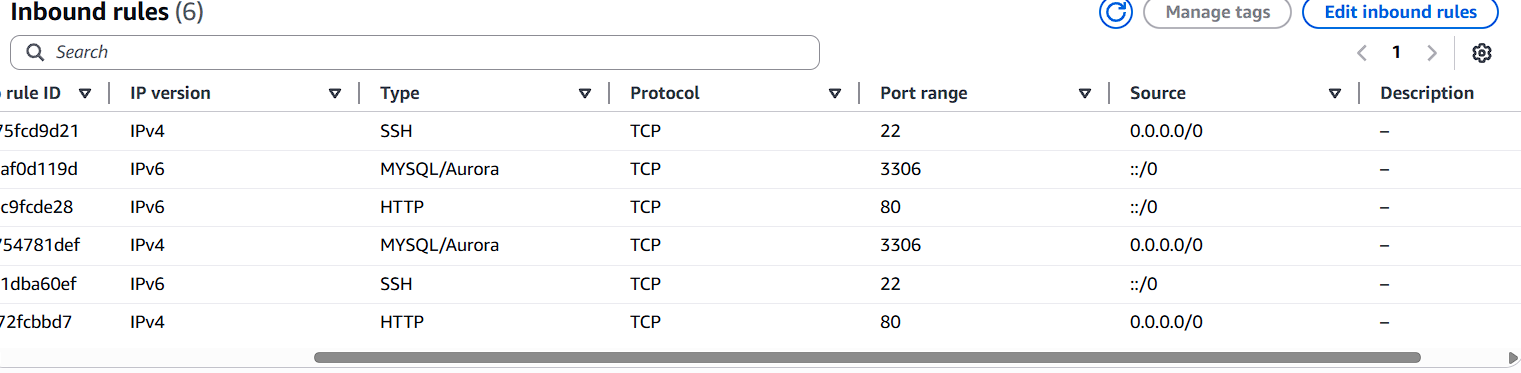 Inbound rules (6) Manage tags Edit inbound rules
Search 1
rule ID IP version Type Protocol Port range Source Description
75fcd9d21 IPv4 SSH TCP 22 0.0.0.0/0 –
af0d119d IPv6 MYSQL/Aurora TCP 3306 ::/0 –
c9fcde28 IPv6 HTTP TCP 80 ::/0 –
754781def IPv4 MYSQL/Aurora TCP 3306 0.0.0.0/0 –
1dba60ef IPv6 SSH TCP 22 ::/0 –
72fcbbd7 IPv4 HTTP TCP 80 0.0.0.0/0 –